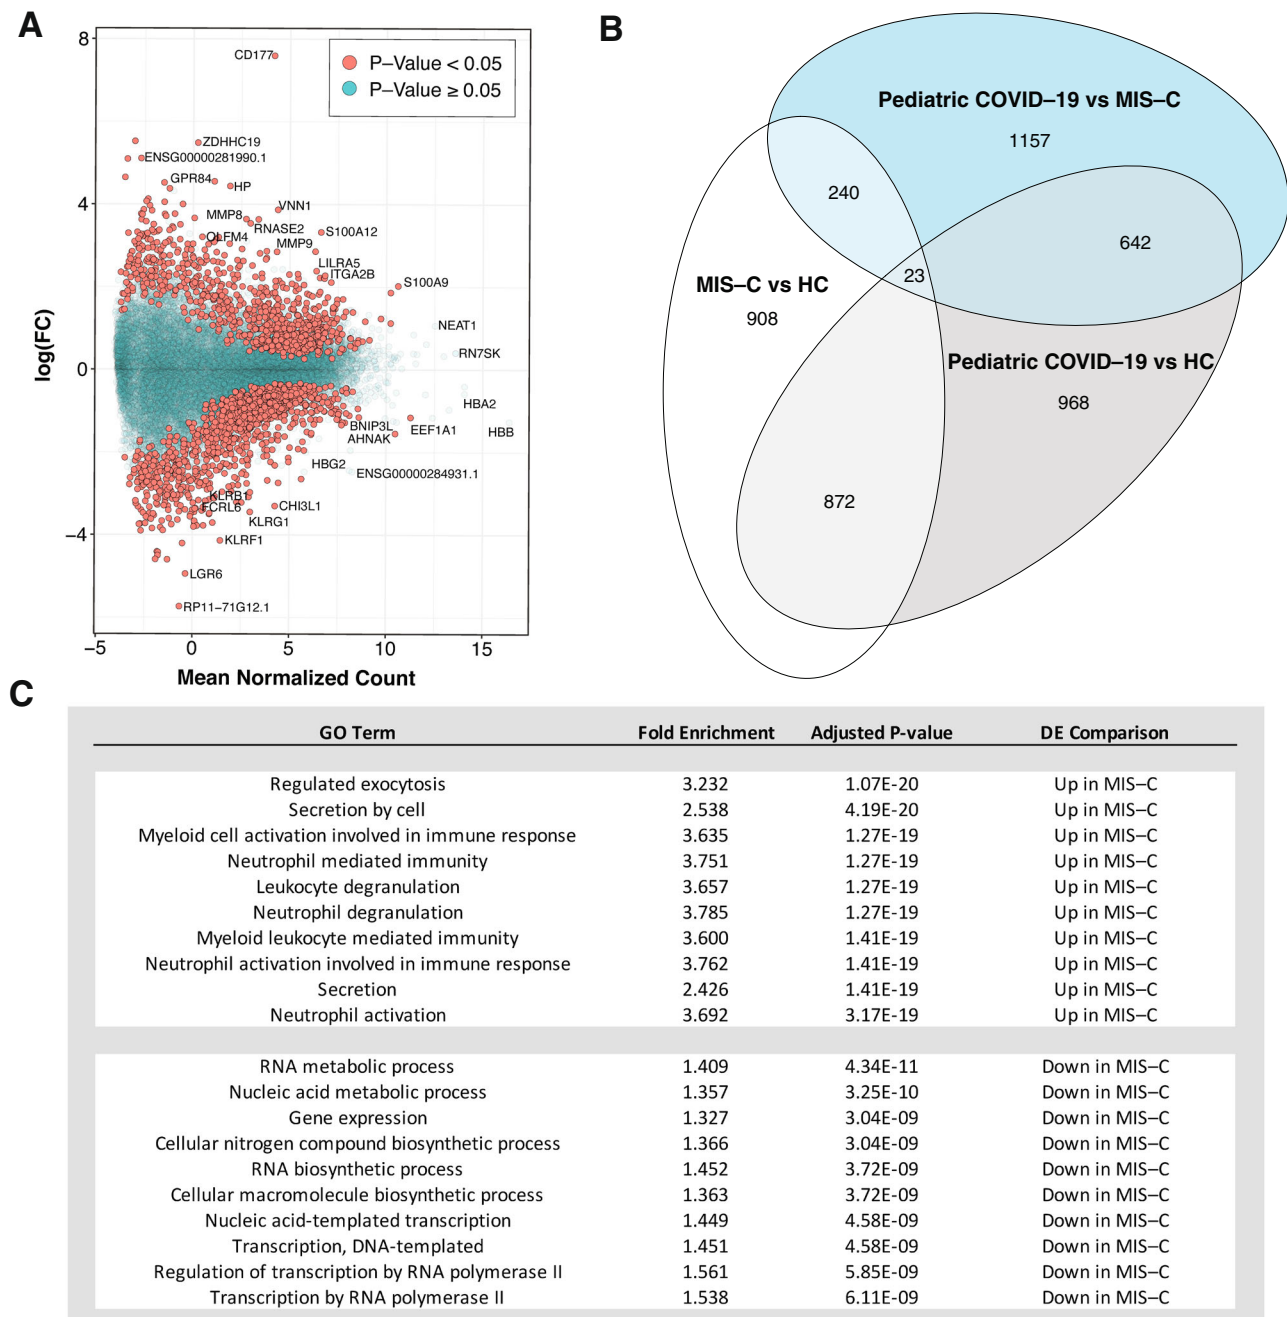 A
8
4
0
−4
log(FC)
P−Value < 0.05
P−Value ≥ 0.05
CD177
ZDHHC19
ENSG00000281990.1
GPR84
HP
VNN1
MMP8
RNASE2
S100A12
OLFM4
MMP9
LILRA5
ITGA2B
S100A9
NEAT1
RN7SK
HBA2
BNIP3L
EEF1A1
HBB
AHNAK
HBG2
ENSG00000284931.1
KLRB1
FCRL6
CHI3L1
KLRG1
KLRF1
LGR6
RP11−71G12.1
−5 0 5 10 15
Mean Normalized Count
B
Pediatric COVID−19 vs MIS−C
1157
240
642
23
MIS−C vs HC
908
Pediatric COVID−19 vs HC
968
872
C
GO Term Fold Enrichment Adjusted P-value DE Comparison
Regulated exocytosis 3.232 1.07E-20 Up in MIS−C
Secretion by cell 2.538 4.19E-20 Up in MIS−C
Myeloid cell activation involved in immune response 3.635 1.27E-19 Up in MIS−C
Neutrophil mediated immunity 3.751 1.27E-19 Up in MIS−C
Leukocyte degranulation 3.657 1.27E-19 Up in MIS−C
Neutrophil degranulation 3.785 1.27E-19 Up in MIS−C
Myeloid leukocyte mediated immunity 3.600 1.41E-19 Up in MIS−C
Neutrophil activation involved in immune response 3.762 1.41E-19 Up in MIS−C
Secretion 2.426 1.41E-19 Up in MIS−C
Neutrophil activation 3.692 3.17E-19 Up in MIS−C
RNA metabolic process 1.409 4.34E-11 Down in MIS−C
Nucleic acid metabolic process 1.357 3.25E-10 Down in MIS−C
Gene expression 1.327 3.04E-09 Down in MIS−C
Cellular nitrogen compound biosynthetic process 1.366 3.04E-09 Down in MIS−C
RNA biosynthetic process 1.452 3.72E-09 Down in MIS−C
Cellular macromolecule biosynthetic process 1.363 3.72E-09 Down in MIS−C
Nucleic acid-templated transcription 1.449 4.58E-09 Down in MIS−C
Transcription, DNA-templated 1.451 4.58E-09 Down in MIS−C
Regulation of transcription by RNA polymerase II 1.561 5.85E-09 Down in MIS−C
Transcription by RNA polymerase II 1.538 6.11E-09 Down in MIS−C